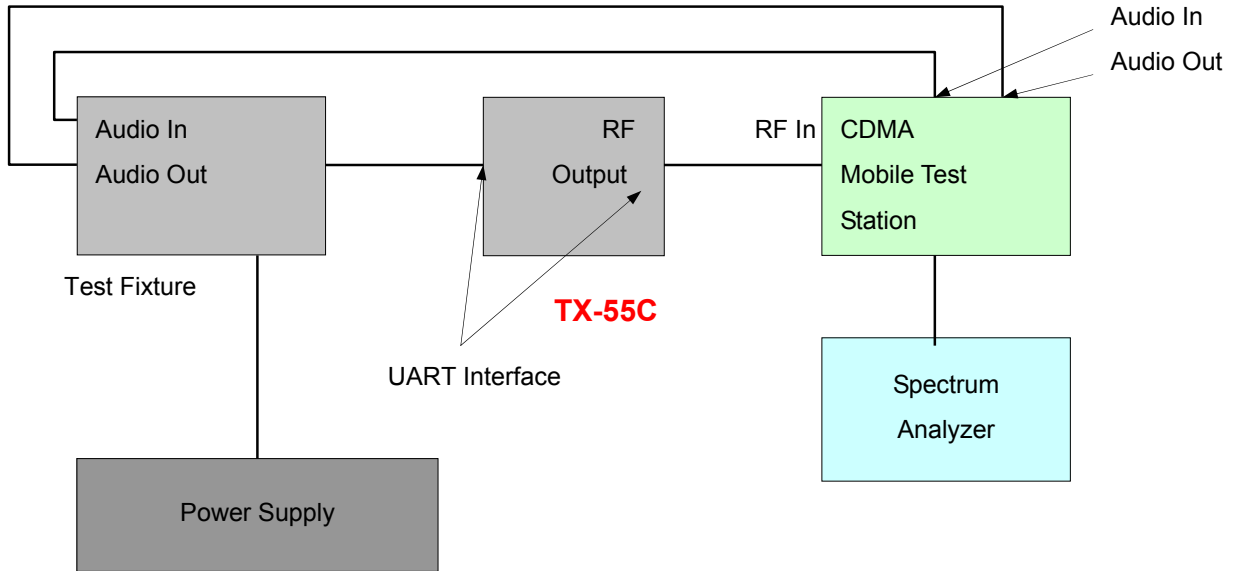 Audio In
Audio Out
Audio In
Audio Out
Test Fixture
RF
Output
RF In
CDMA
Mobile Test
Station
TX-55C
UART Interface
Spectrum
Analyzer
Power Supply